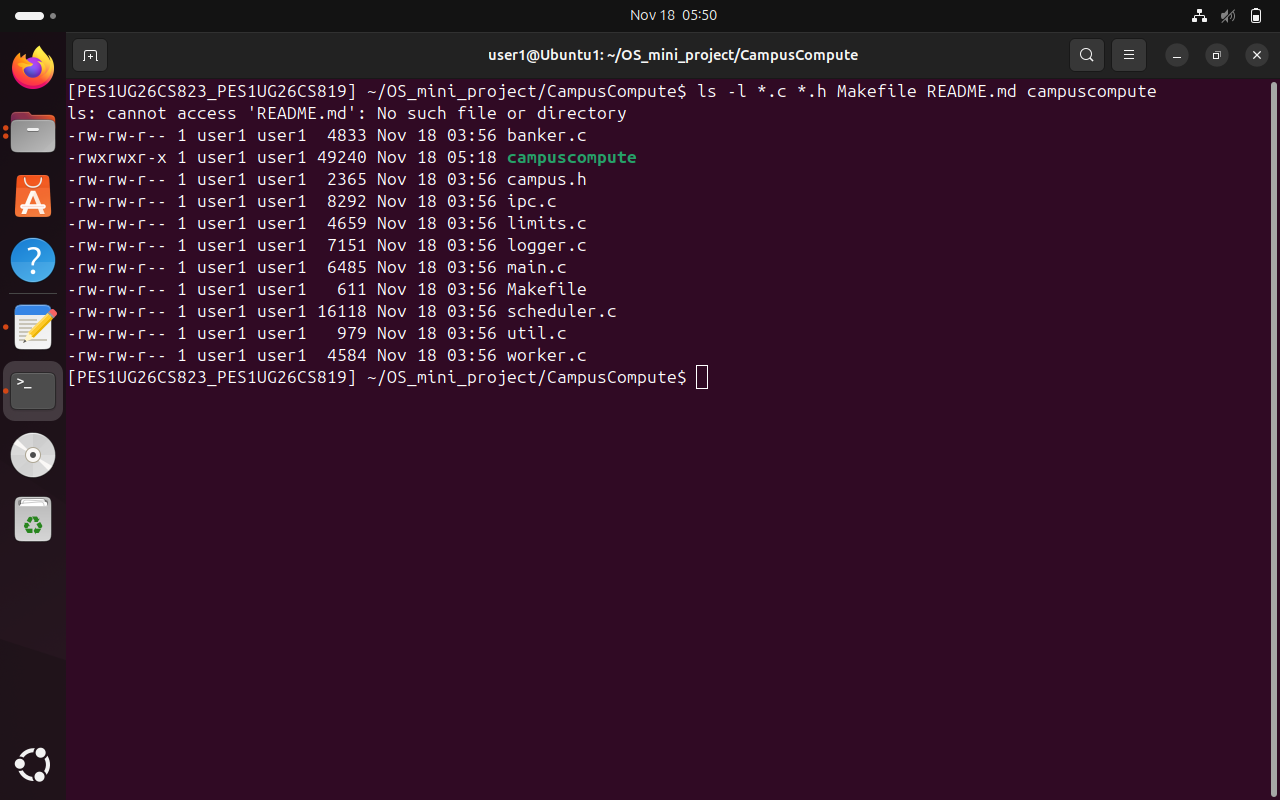 Nov 18 05:50
user1@Ubuntu1: ~/OS_mini_project/CampusCompute
[PES1UG26CS823_PES1UG26CS819] ~/OS_mini_project/CampusCompute$ ls -l *.c *.h Makefile README.md campuscompute
ls: cannot access 'README.md': No such file or directory
-rw-rw-r-- 1 user1 user1  4833 Nov 18 03:56 banker.c
-rwxrwxr-x 1 user1 user1 49240 Nov 18 05:18 campuscompute
-rw-rw-r-- 1 user1 user1  2365 Nov 18 03:56 campus.h
-rw-rw-r-- 1 user1 user1  8292 Nov 18 03:56 ipc.c
-rw-rw-r-- 1 user1 user1  4659 Nov 18 03:56 limits.c
-rw-rw-r-- 1 user1 user1  7151 Nov 18 03:56 logger.c
-rw-rw-r-- 1 user1 user1  6485 Nov 18 03:56 main.c
-rw-rw-r-- 1 user1 user1   611 Nov 18 03:56 Makefile
-rw-rw-r-- 1 user1 user1 16118 Nov 18 03:56 scheduler.c
-rw-rw-r-- 1 user1 user1   979 Nov 18 03:56 util.c
-rw-rw-r-- 1 user1 user1  4584 Nov 18 03:56 worker.c
[PES1UG26CS823_PES1UG26CS819] ~/OS_mini_project/CampusCompute$